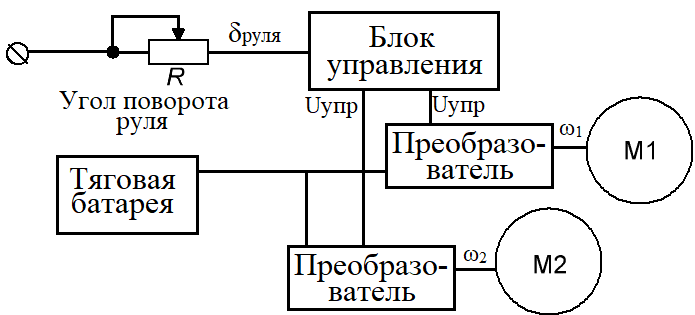 δруля
Блок
управления
R
Угол поворота
руля
Uупр
Uупр
Преобразо-
ватель
ω1
M1
Тяговая
батарея
Преобразо-
ватель
ω2
M2